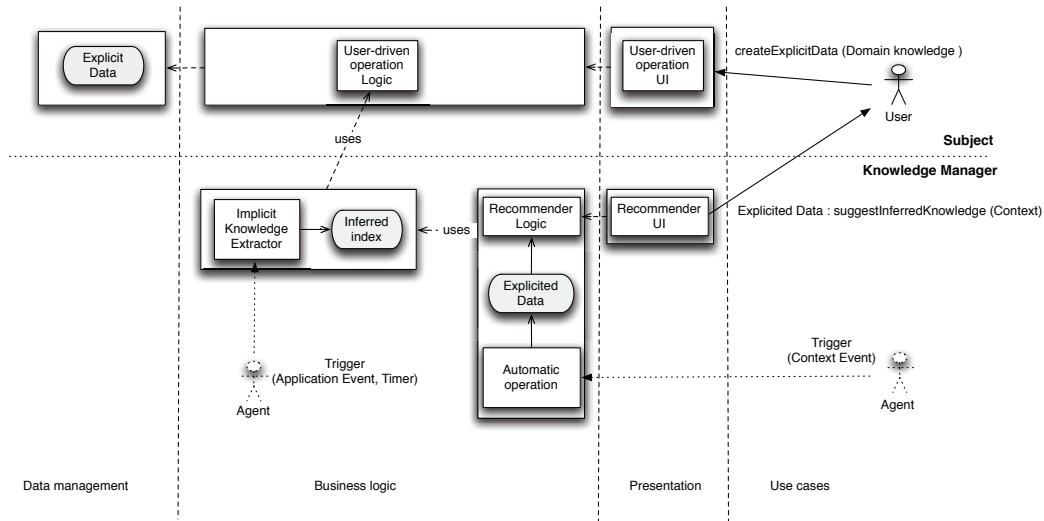 Explicit
Data
User-driven
operation
Logic
User-driven
operation
UI
createExplicitData (Domain knowledge )
User
uses
Subject
Knowledge Manager
Implicit
Knowledge
Extractor
Inferred
index
uses
Recommender
Logic
Recommender
UI
Explicited Data : suggestInferredKnowledge (Context)
Explicited
Data
Trigger
(Application Event, Timer)
Agent
Automatic
operation
Trigger
(Context Event)
Agent
Data management
Business logic
Presentation
Use cases